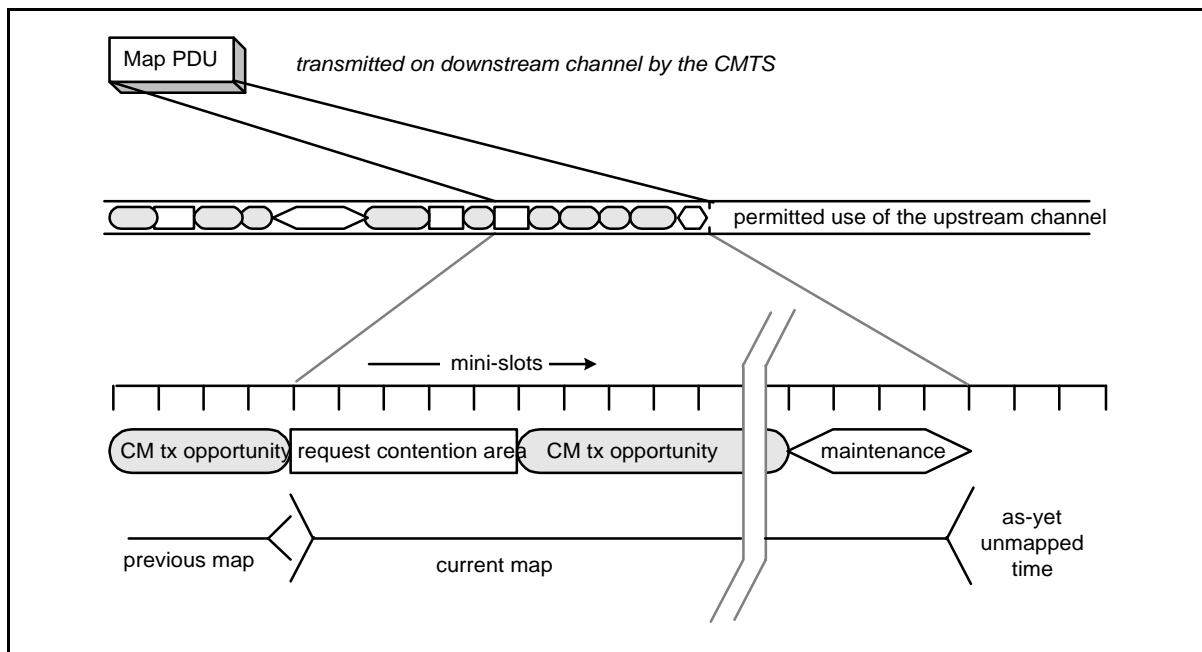 Map PDU
transmitted on downstream channel by the CMTS
permitted use of the upstream channel
mini-slots
CM tx opportunity
request contention area
CM tx opportunity
maintenance
previous map
current map
as-yet
unmapped
time